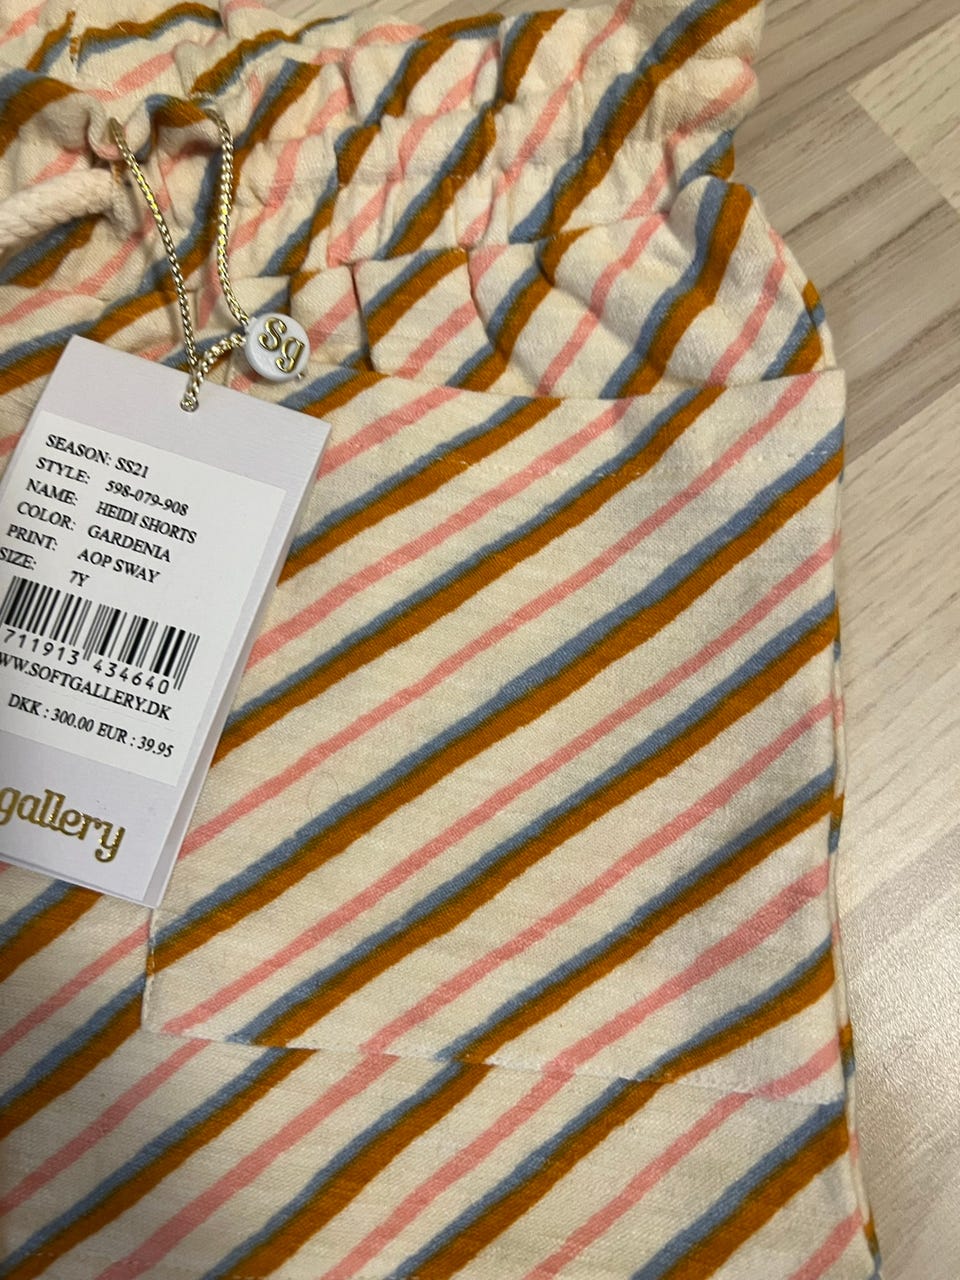 sg
SEASON: SS21
STYLE: 598-079-908
NAME: HEIDI SHORTS
COLOR: GARDENIA
PRINT: AOP SWAY
SIZE: 7Y
711913 434640
WW.SOFTGALLERY.DK
DKK : 300.00 EUR : 39.95
gallery